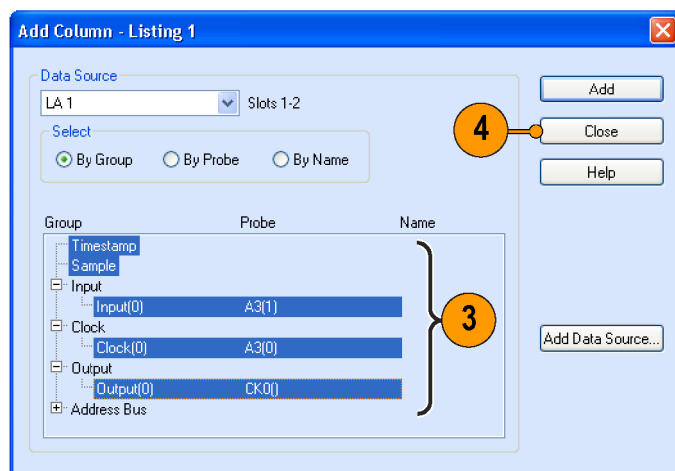 Add Column - Listing 1
Data Source
LA 1 Slots 1-2
Select
By Group By Probe By Name
Group Probe Name
Timestamp
Sample
Input
Input(0) A3(1)
Clock
Clock(0) A3(0)
Output
Output(0) CK0()
Address Bus
3
Add
4
Close
Help
Add Data Source...